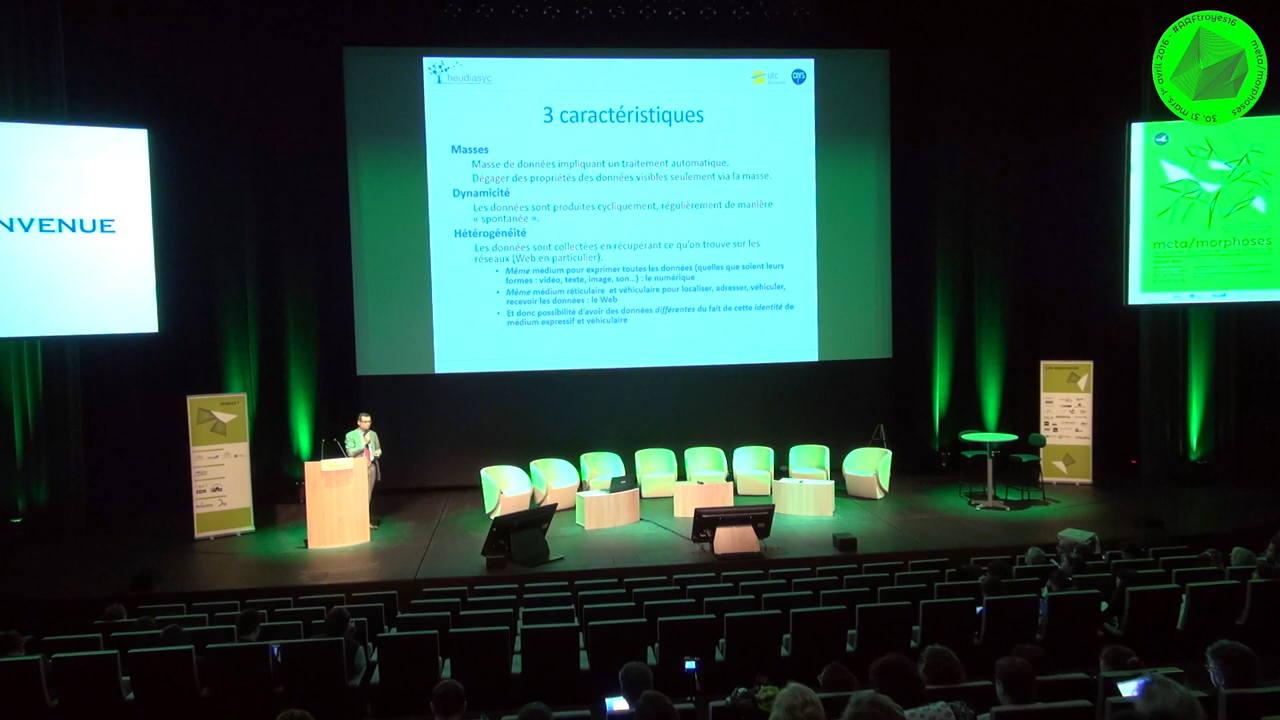 30, 31 mars, 1er avril 2016 - #AAFtroyes16
meta/morphoses
heudiasyc
utc
cnrs
3 caractéristiques
Masses
Masse de données impliquant un traitement automatique.
Dégager des propriétés des données visibles seulement via la masse.
Dynamicité
Les données sont produites cycliquement, régulièrement de manière
« spontanée ».
Hétérogénéité
Les données sont collectées en récupérant ce qu'on trouve sur les
réseaux (Web en particulier).
• Même médium pour exprimer toutes les données (quelles que soient leurs
formes : vidéo, texte, image, son...) : le numérique
• Même médium réticulaire et véhiculaire pour localiser, adresser, véhiculer,
recevoir les données : le Web
• Et donc possibilité d'avoir des données différentes du fait de cette identité de
médium expressif et véhiculaire
NVENUE
meta/morphoses
merci !